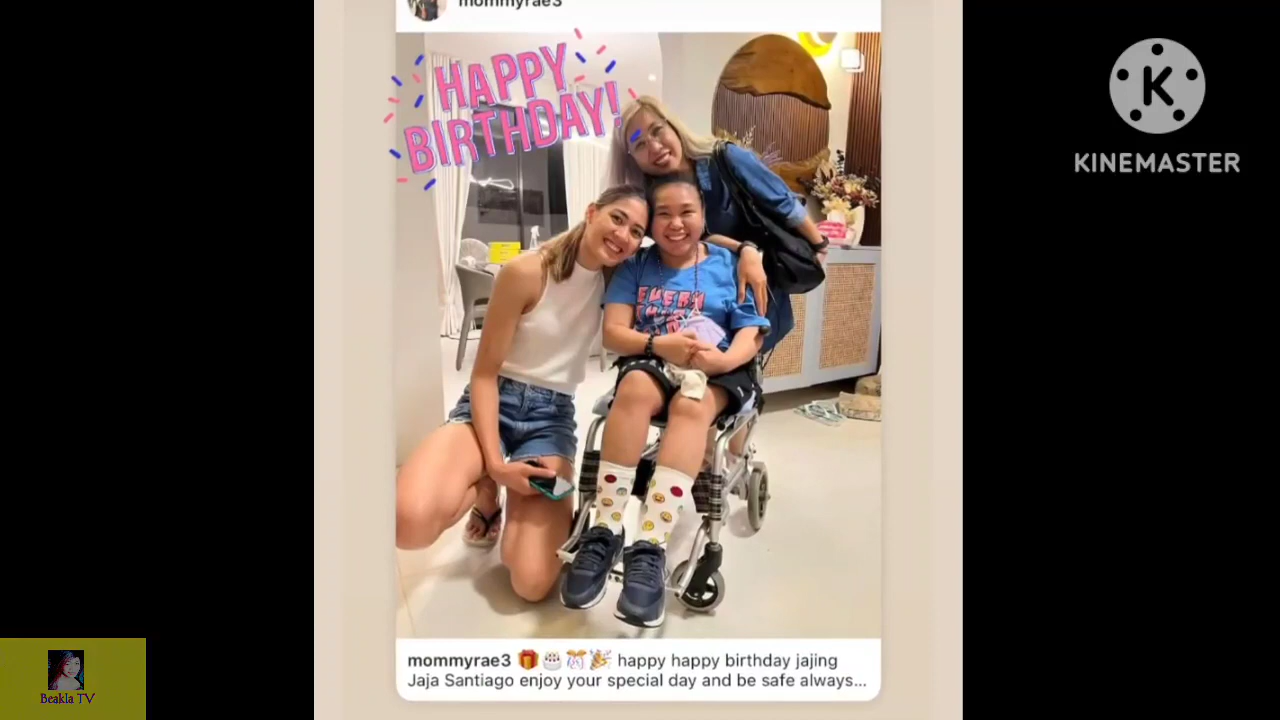 mommyrae3
HAPPY
BIRTHDAY!
KINEMASTER
EVERY
mommyrae3 🎁🎂🎊🎉 happy happy birthday jajing
Jaja Santiago enjoy your special day and be safe always...
Beakla TV